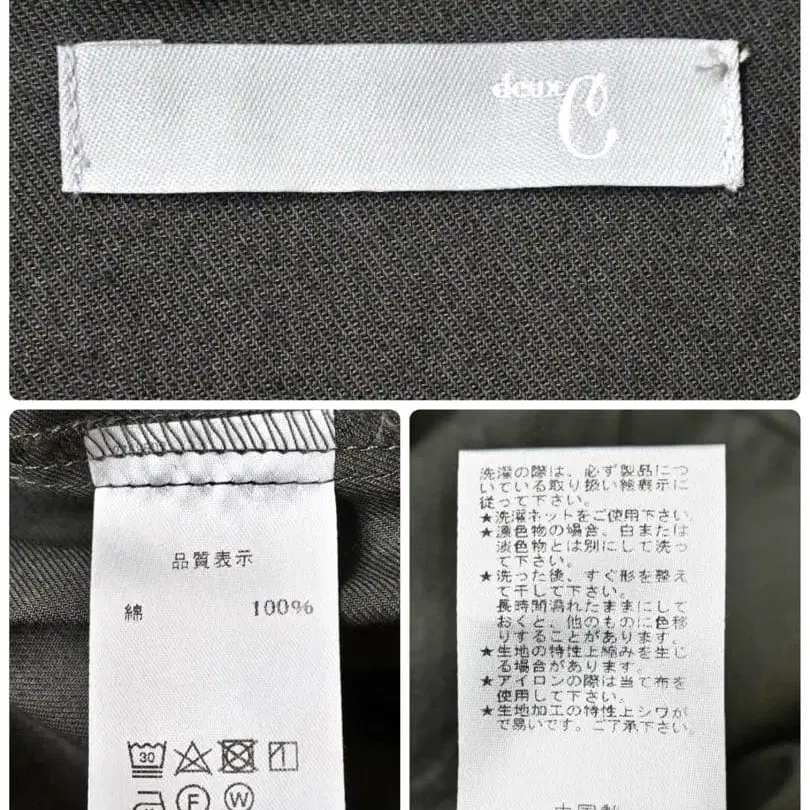 deux
品質表示
綿 100%
30
F
W
洗濯の際は、必ず製品につ
いている取り扱い絵表示に
従って下さい。
★洗濯ネットをご使用下さい。
★濃色物の場合、白または
淡色物とは別にして洗っ
て下さい。
★洗った後、すぐ形を整え
て干して下さい。
長時間濡れたままにして
おくと、他のものに色移
りすることがあります。
★生地の特性上縮みを生じ
る場合があります。
★アイロンの際は当て布を
使用して下さい。
★生地加工の特性上シワが
で易いです。ご了承下さい。
中国製